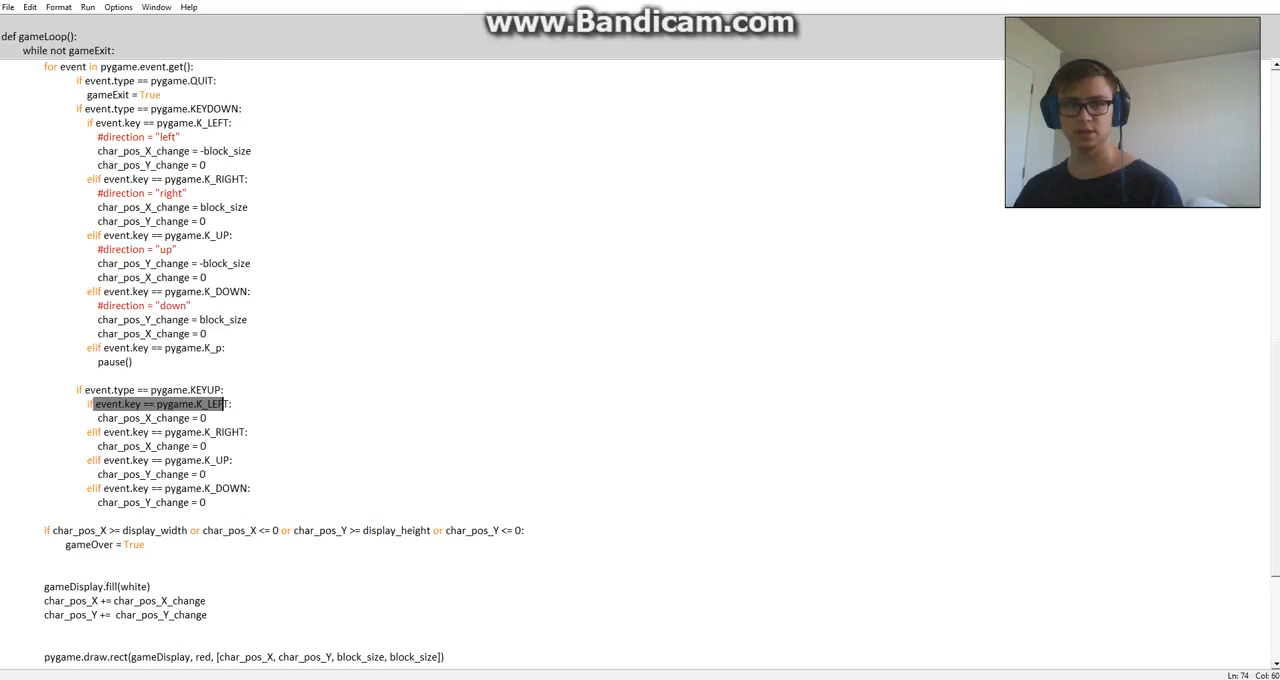 File Edit Format Run Options Window Help
www.Bandicam.com
def gameLoop():
while not gameExit:
for event in pygame.event.get():
if event.type == pygame.QUIT:
gameExit = True
if event.type == pygame.KEYDOWN:
if event.key == pygame.K_LEFT:
#direction = "left"
char_pos_X_change = -block_size
char_pos_Y_change = 0
elif event.key == pygame.K_RIGHT:
#direction = "right"
char_pos_X_change = block_size
char_pos_Y_change = 0
elif event.key == pygame.K_UP:
#direction = "up"
char_pos_Y_change = -block_size
char_pos_X_change = 0
elif event.key == pygame.K_DOWN:
#direction = "down"
char_pos_Y_change = block_size
char_pos_X_change = 0
elif event.key == pygame.K_p:
pause()
if event.type == pygame.KEYUP:
if event.key == pygame.K_LEFT:
char_pos_X_change = 0
elif event.key == pygame.K_RIGHT:
char_pos_X_change = 0
elif event.key == pygame.K_UP:
char_pos_Y_change = 0
elif event.key == pygame.K_DOWN:
char_pos_Y_change = 0
if char_pos_X >= display_width or char_pos_X <= 0 or char_pos_Y >= display_height or char_pos_Y <= 0:
gameOver = True
gameDisplay.fill(white)
char_pos_X += char_pos_X_change
char_pos_Y += char_pos_Y_change
pygame.draw.rect(gameDisplay, red, [char_pos_X, char_pos_Y, block_size, block_size])
Ln: 74 Col: 60